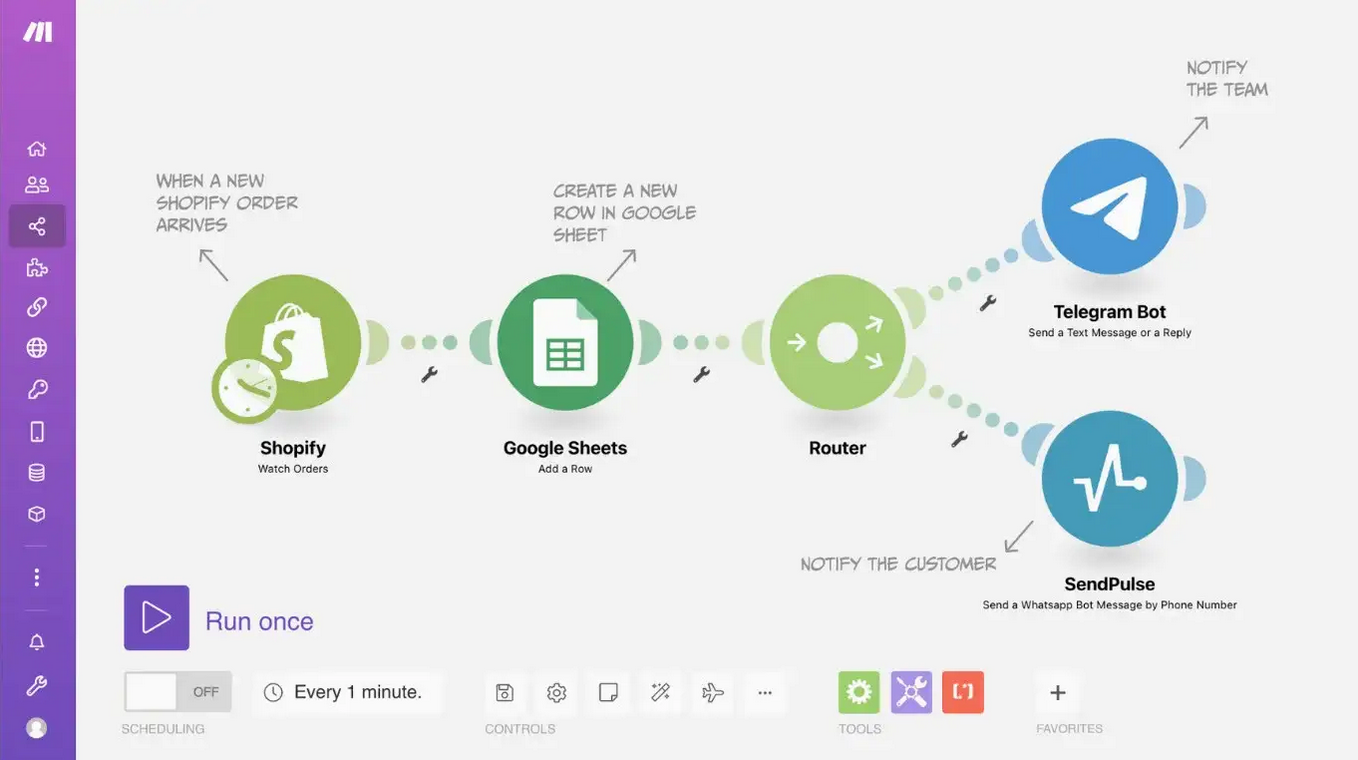 NOTIFY
THE TEAM
WHEN A NEW
SHOPIFY ORDER
ARRIVES
CREATE A NEW
ROW IN GOOGLE
SHEET
Telegram Bot
Send a Text Message or a Reply
Shopify
Watch Orders
Google Sheets
Add a Row
Router
NOTIFY THE CUSTOMER
SendPulse
Send a Whatsapp Bot Message by Phone Number
Run once
OFF
Every 1 minute.
SCHEDULING
CONTROLS
TOOLS
FAVORITES